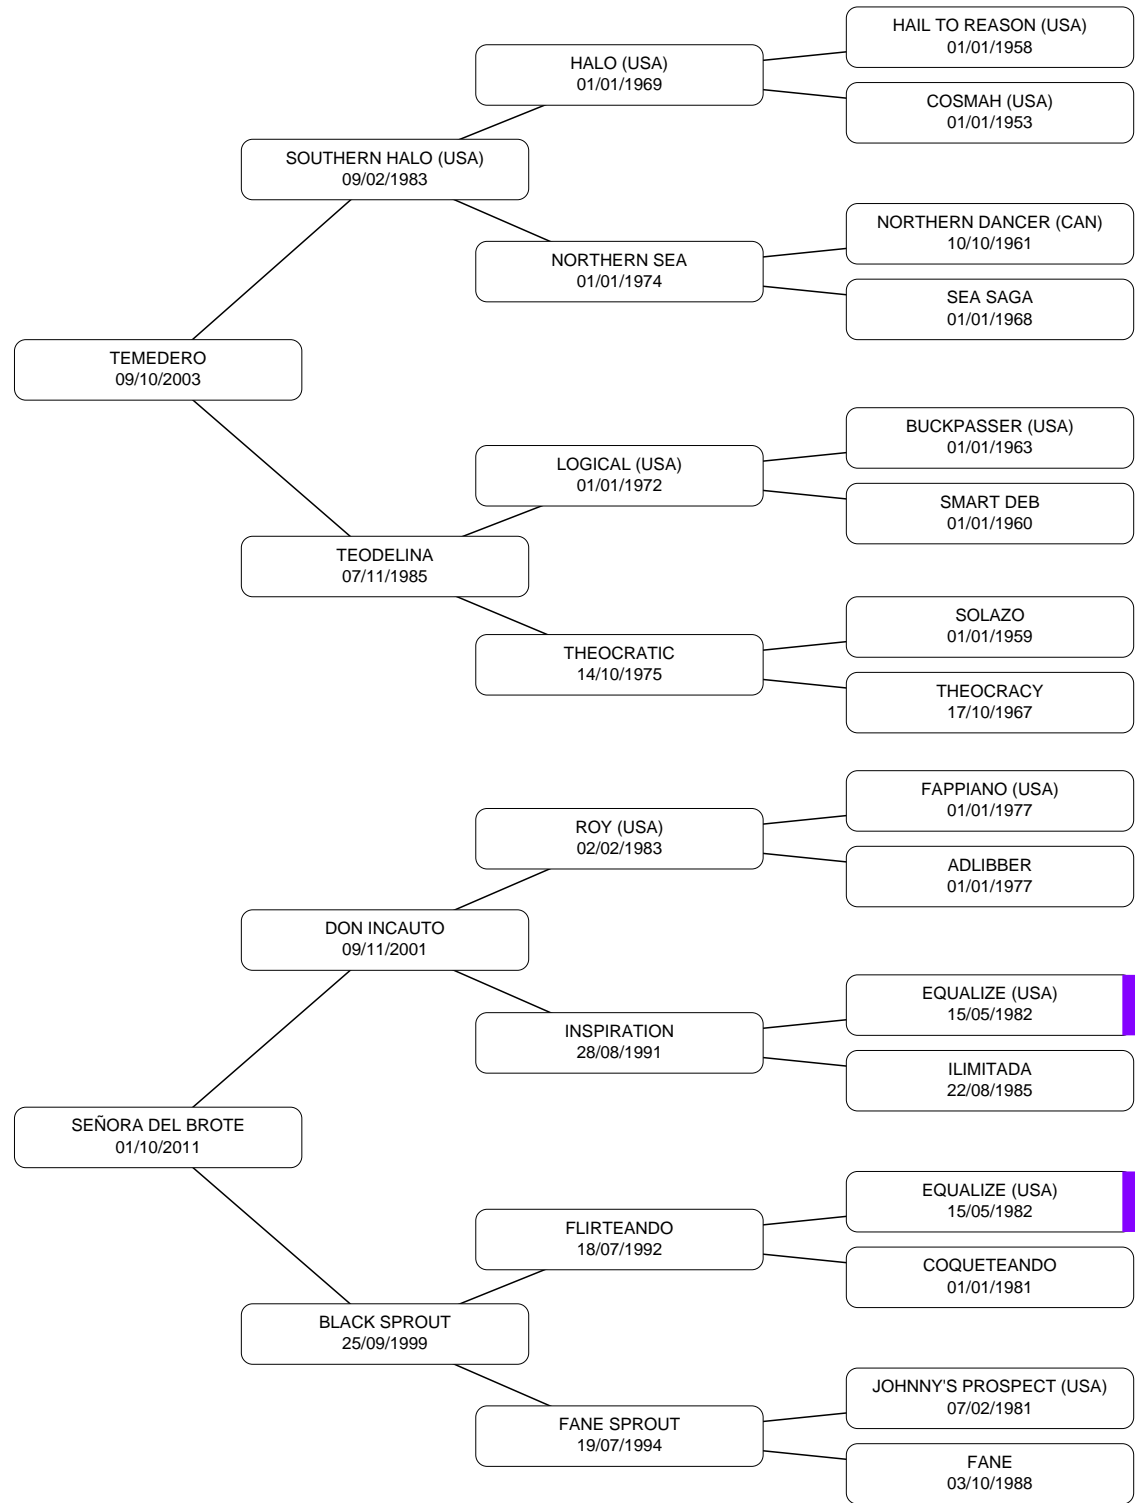 HAIL TO REASON (USA)
01/01/1958
HALO (USA)
01/01/1969
COSMAH (USA)
01/01/1953
SOUTHERN HALO (USA)
09/02/1983
NORTHERN DANCER (CAN)
10/10/1961
NORTHERN SEA
01/01/1974
SEA SAGA
01/01/1968
TEMEDERO
09/10/2003
BUCKPASSER (USA)
01/01/1963
LOGICAL (USA)
01/01/1972
SMART DEB
01/01/1960
TEODELINA
07/11/1985
SOLAZO
01/01/1959
THEOCRATIC
14/10/1975
THEOCRACY
17/10/1967
FAPPIANO (USA)
01/01/1977
ROY (USA)
02/02/1983
ADLIBBER
01/01/1977
DON INCAUTO
09/11/2001
EQUALIZE (USA)
15/05/1982
INSPIRATION
28/08/1991
ILIMITADA
22/08/1985
SEÑORA DEL BROTE
01/10/2011
EQUALIZE (USA)
15/05/1982
FLIRTEANDO
18/07/1992
COQUETEANDO
01/01/1981
BLACK SPROUT
25/09/1999
JOHNNY'S PROSPECT (USA)
07/02/1981
FANE SPROUT
19/07/1994
FANE
03/10/1988